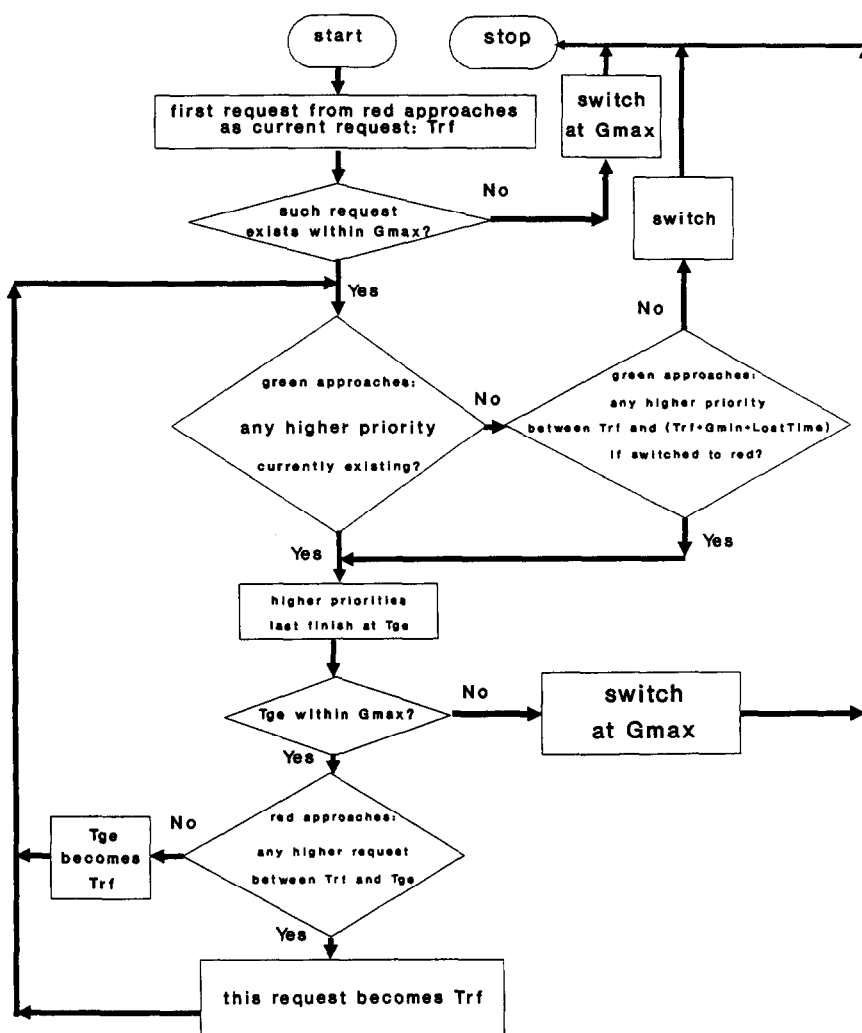 start
stop
first request from red approaches
as current request: Trf
switch
at Gmax
No
such request
exists within Gmax?
switch
Yes
No
green approaches:
any higher priority
currently existing?
No
green approaches:
any higher priority
between Trf and (Trf+Gmin+LostTime)
if switched to red?
Yes
Yes
higher priorities
last finish at Tge
No
Tge within Gmax?
switch
at Gmax
Yes
red approaches:
any higher request
between Trf and Tge
No
Tge
becomes
Trf
Yes
this request becomes Trf